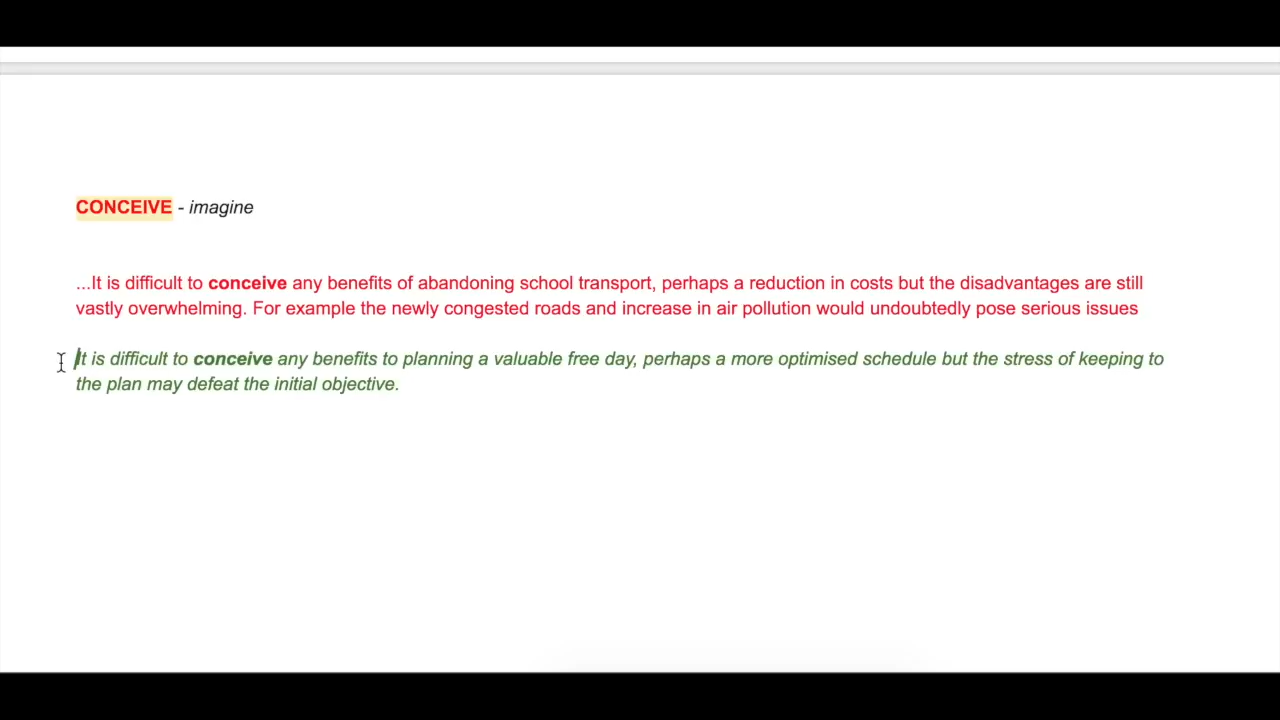 CONCEIVE - imagine
...It is difficult to conceive any benefits of abandoning school transport, perhaps a reduction in costs but the disadvantages are still
vastly overwhelming. For example the newly congested roads and increase in air pollution would undoubtedly pose serious issues
It is difficult to conceive any benefits to planning a valuable free day, perhaps a more optimised schedule but the stress of keeping to
the plan may defeat the initial objective.